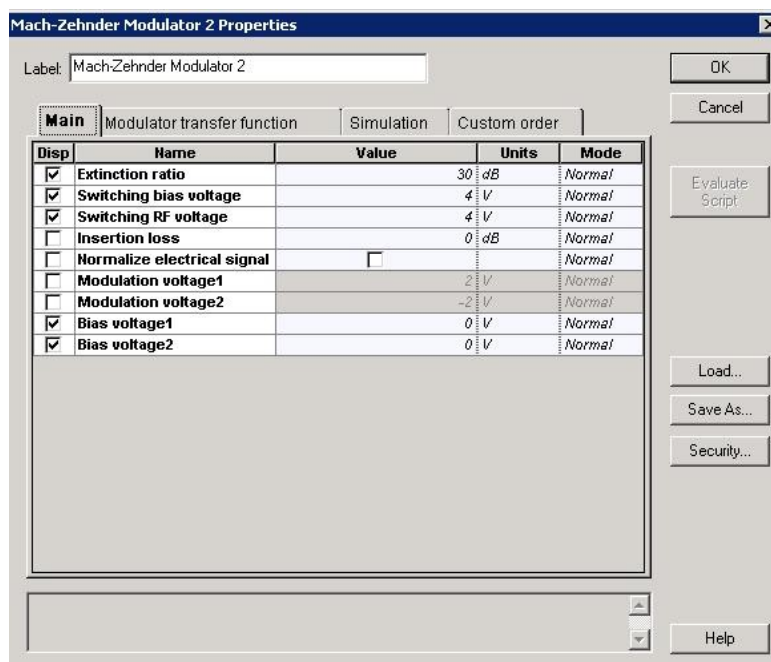 Mach-Zehnder Modulator 2 Properties
Label: Mach-Zehnder Modulator 2
OK
Cancel
Main Modulator transfer function Simulation Custom order
Disp Name Value Units Mode
Extinction ratio 30 dB Normal
Switching bias voltage 4 V Normal
Switching RF voltage 4 V Normal
Insertion loss 0 dB Normal
Normalize electrical signal Normal
Modulation voltage1 2 V Normal
Modulation voltage2 -2 V Normal
Bias voltage1 0 V Normal
Bias voltage2 0 V Normal
Evaluate
Script
Load...
Save As...
Security...
Help